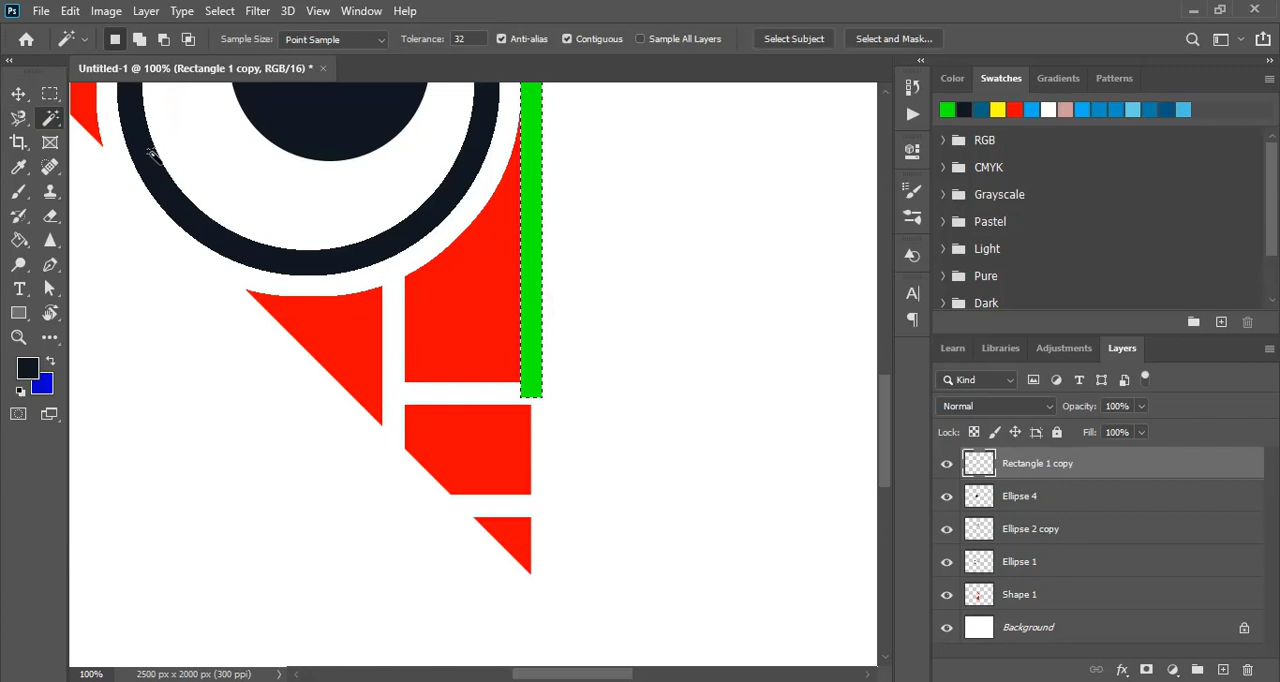 Ps File Edit Image Layer Type Select Filter 3D View Window Help
Sample Size: Point Sample Tolerance: 32 Anti-alias Contiguous Sample All Layers Select Subject Select and Mask...
Untitled-1 @ 100% (Rectangle 1 copy, RGB/16) * ×
Color Swatches Gradients Patterns
RGB
CMYK
Grayscale
Pastel
Light
Pure
Dark
Learn Libraries Adjustments Layers
Kind
Normal Opacity: 100%
Lock: Fill: 100%
Rectangle 1 copy
Ellipse 4
Ellipse 2 copy
Ellipse 1
Shape 1
Background
100% 2500 px x 2000 px (300 ppi)